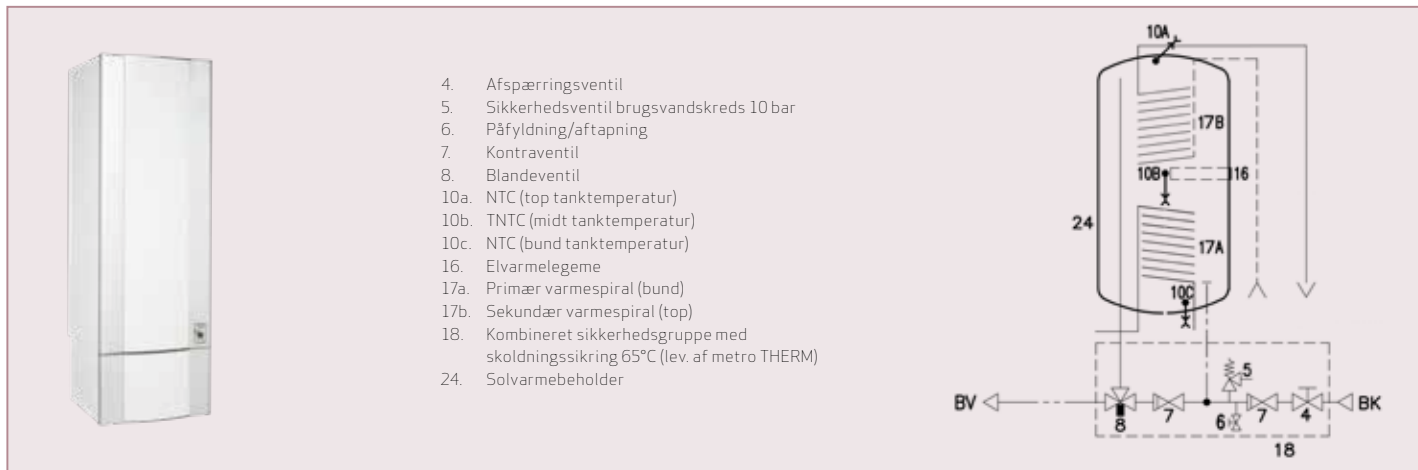 4. Afspærringsventil
5. Sikkerhedsventil brugsvandskreds 10 bar
6. Påfyldning/aftapning
7. Kontraventil
8. Blandeventil
10a. NTC (top tanktemperatur)
10b. TNTC (midt tanktemperatur)
10c. NTC (bund tanktemperatur)
16. Elvarmelegeme
17a. Primær varmespiral (bund)
17b. Sekundær varmespiral (top)
18. Kombineret sikkerhedsgruppe med
skoldningssikring 65°C (lev. af metro THERM)
24. Solvarmebeholder
10A
17B
10B
16
24
17A
10C
5
BV
BK
8
7
6
7
4
18